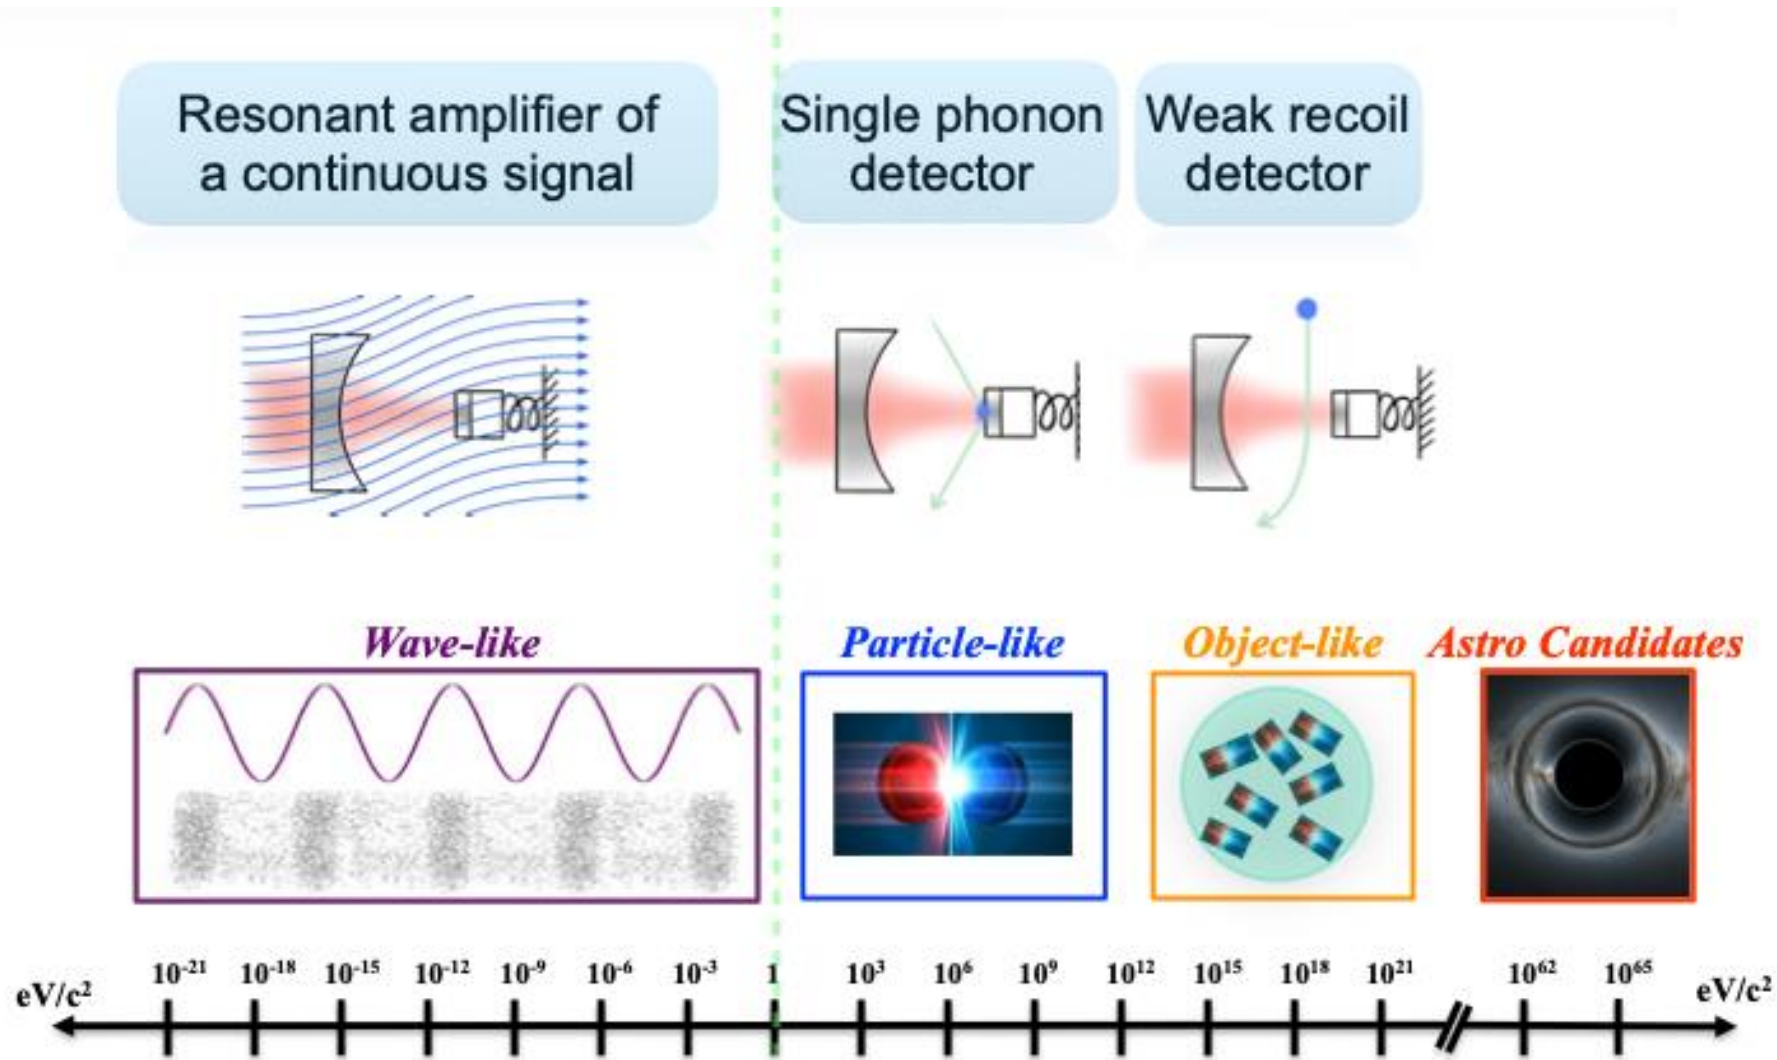 Resonant amplifier of
a continuous signal
Single phonon
detector
Weak recoil
detector
Wave-like
Particle-like
Object-like
Astro Candidates
eV/c²
10⁻²¹
10⁻¹⁸
10⁻¹⁵
10⁻¹²
10⁻⁹
10⁻⁶
10⁻³
1
10³
10⁶
10⁹
10¹²
10¹⁵
10¹⁸
10²¹
10⁶²
10⁶⁵
eV/c²